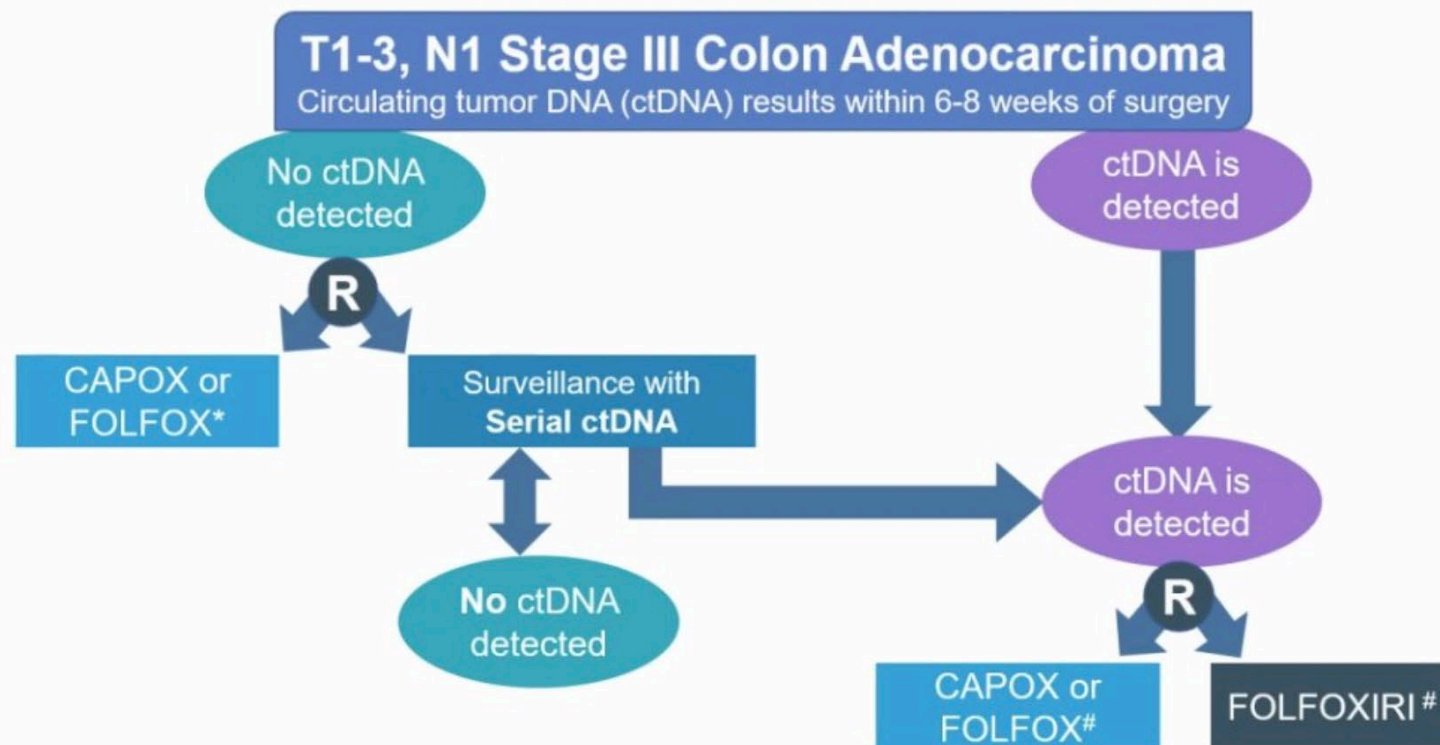 T1-3, N1 Stage III Colon Adenocarcinoma
Circulating tumor DNA (ctDNA) results within 6-8 weeks of surgery
No ctDNA
detected
ctDNA is
detected
R
CAPOX or
FOLFOX*
Surveillance with
Serial ctDNA
ctDNA is
detected
No ctDNA
detected
R
CAPOX or
FOLFOX#
FOLFOXIRI #